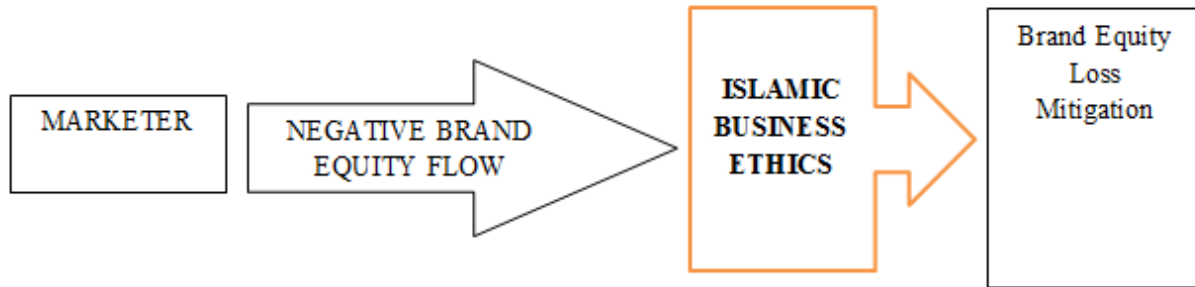 MARKETER
NEGATIVE BRAND
EQUITY FLOW
ISLAMIC
BUSINESS
ETHICS
Brand Equity
Loss
Mitigation